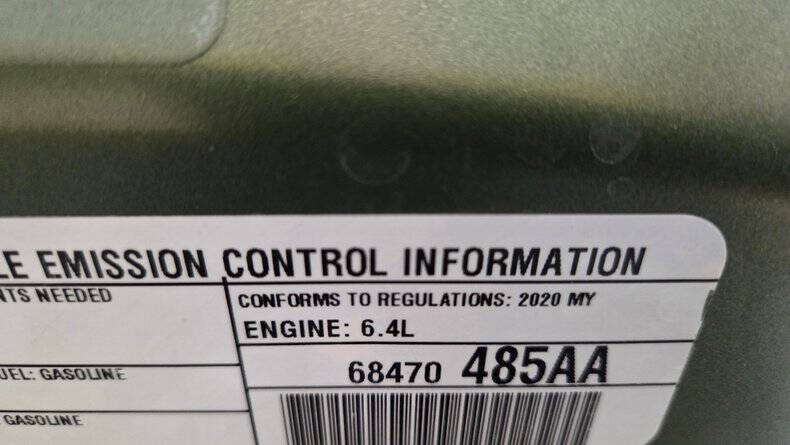 LE EMISSION CONTROL INFORMATION
NTS NEEDED
CONFORMS TO REGULATIONS: 2020 MY
ENGINE: 6.4L
UEL: GASOLINE
68470 485AA
GASOLINE